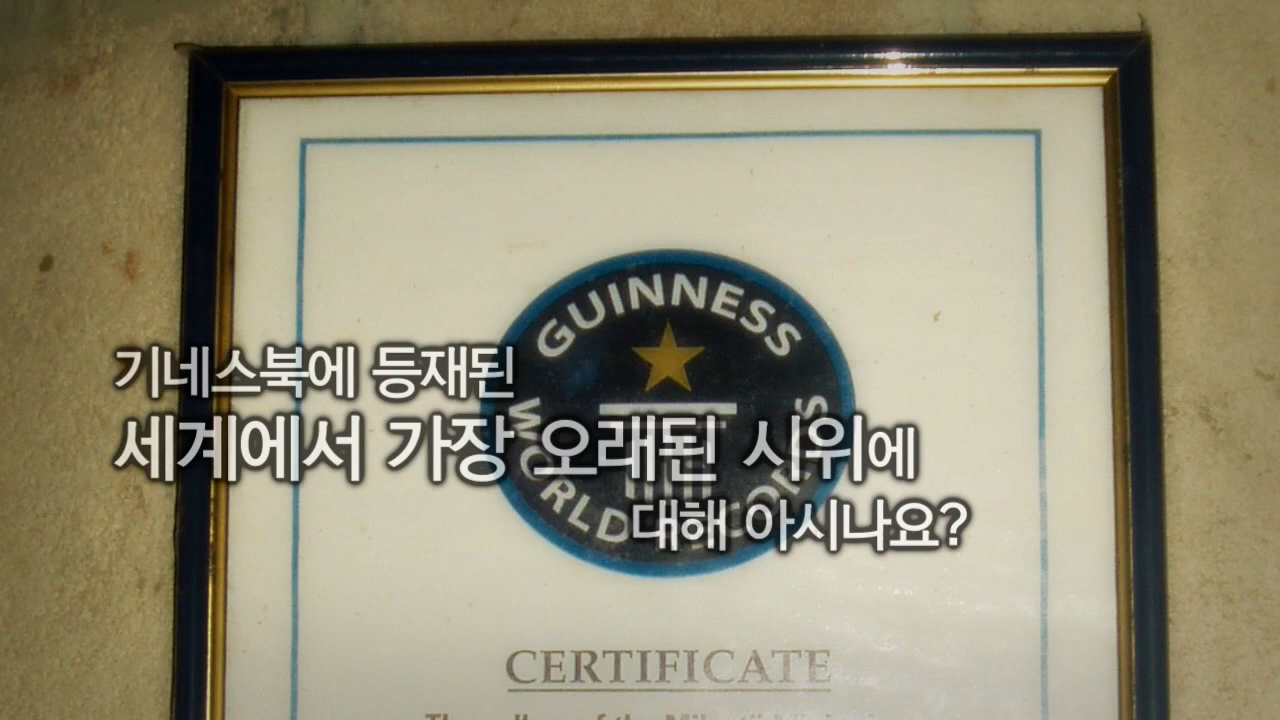 GUINNESS
WORLD RECORDS
기네스북에 등재된
세계에서 가장 오래된 시위에
대해 아시나요?
CERTIFICATE